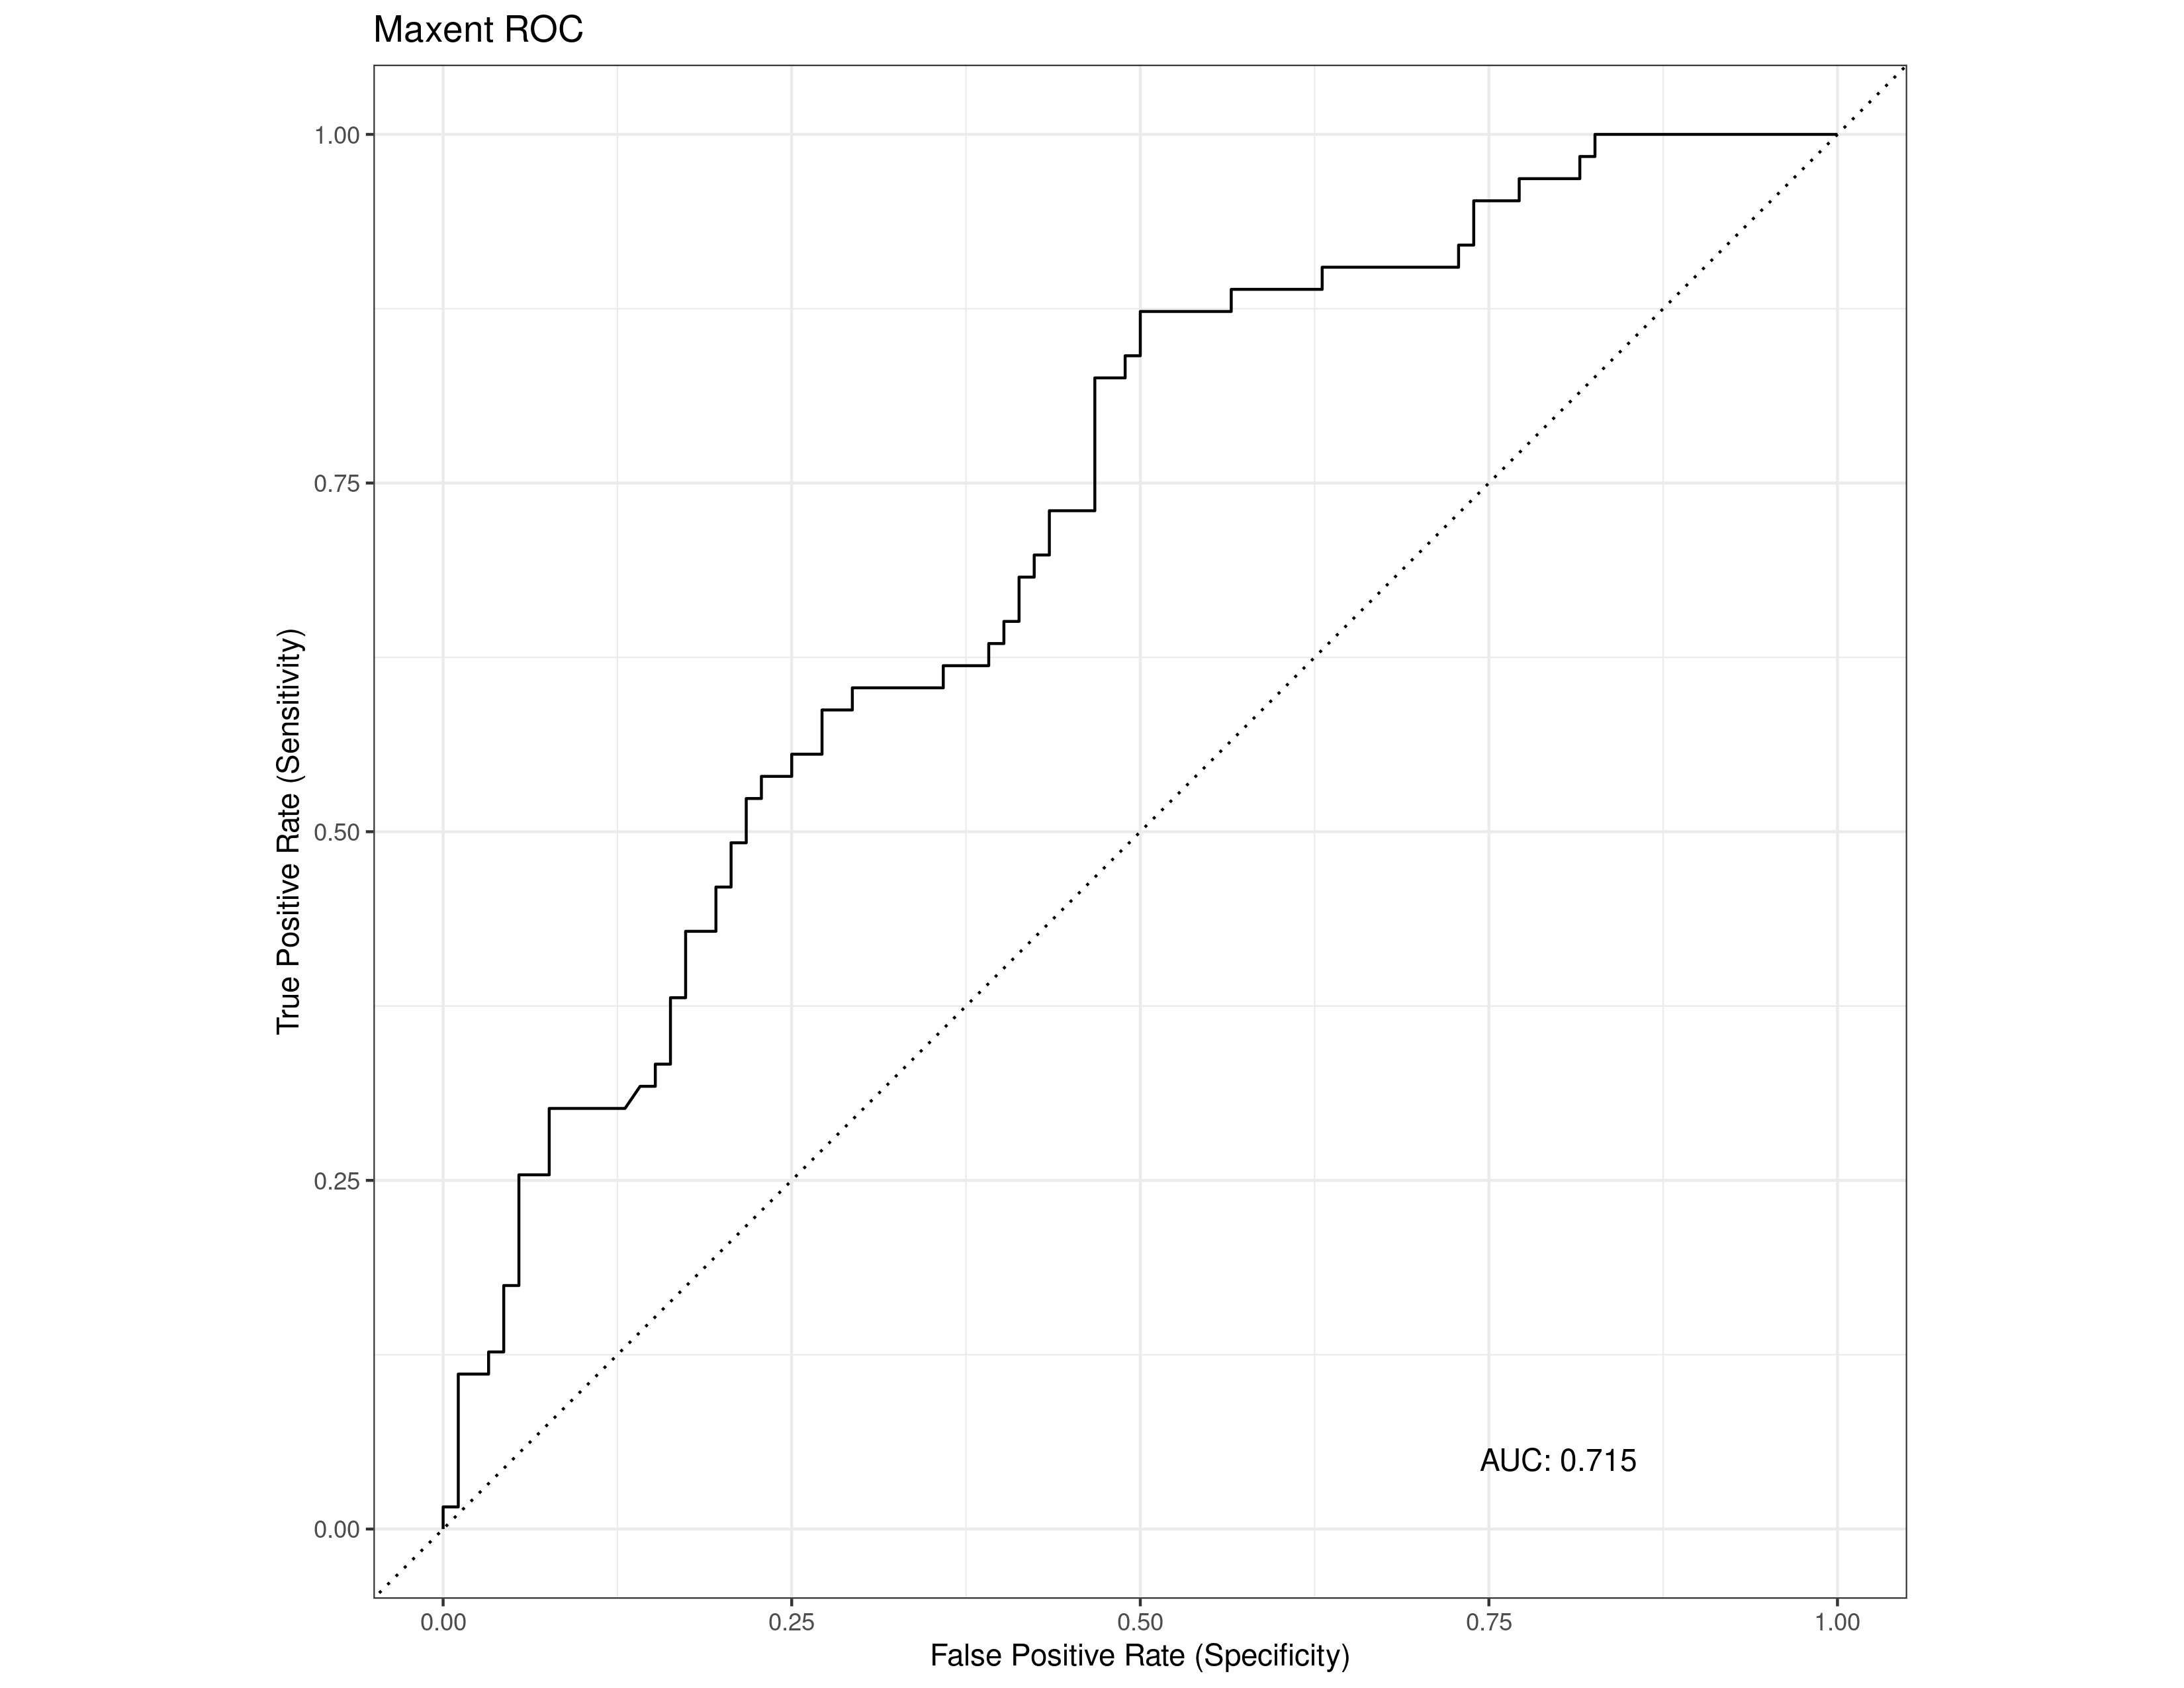 Maxent ROC
True Positive Rate (Sensitivity)
1.00
0.75
0.50
0.25
0.00
AUC: 0.715
0.00 0.25 0.50 0.75 1.00
False Positive Rate (Specificity)